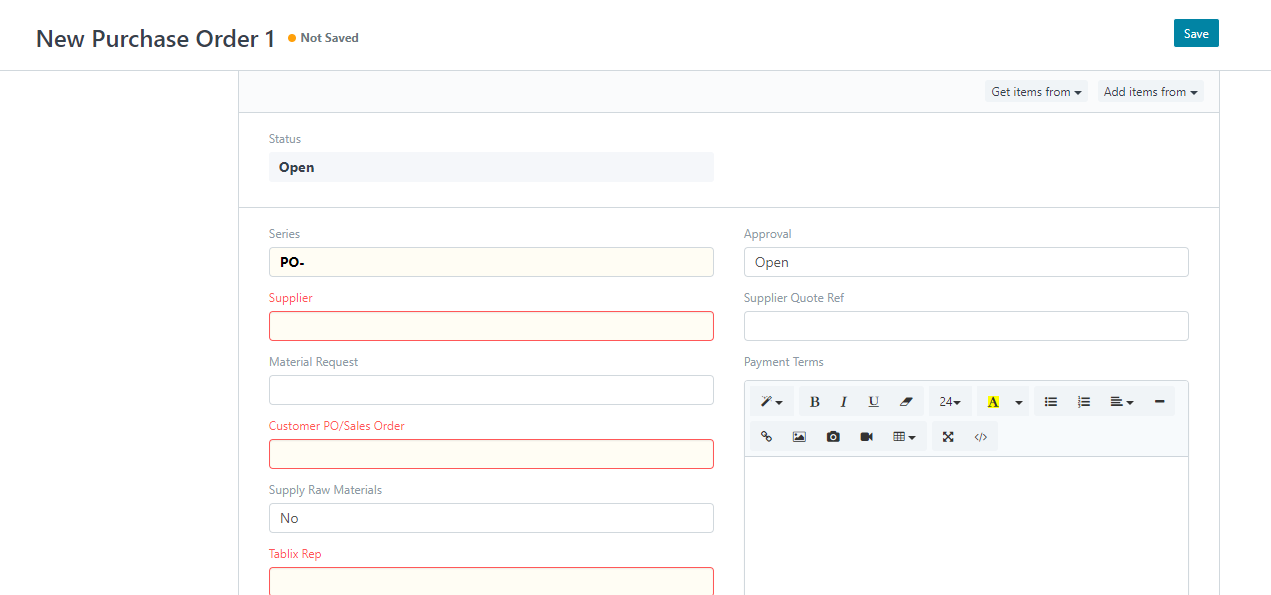 New Purchase Order 1
Not Saved
Save
Get items from
Add items from
Status
Open
Series
PO-
Supplier
Material Request
Customer PO/Sales Order
Supply Raw Materials
No
Tablix Rep
Approval
Open
Supplier Quote Ref
Payment Terms
B I U 24 A